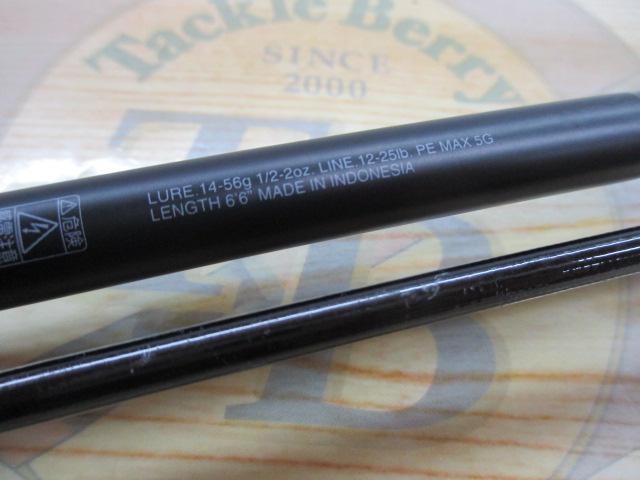 Tackle Berry
SINCE
2000
TB
LURE 14-56g 1/2-2oz. LINE 12-25lb. PE MAX 5G
LENGTH 6'6" MADE IN INDONESIA
危険